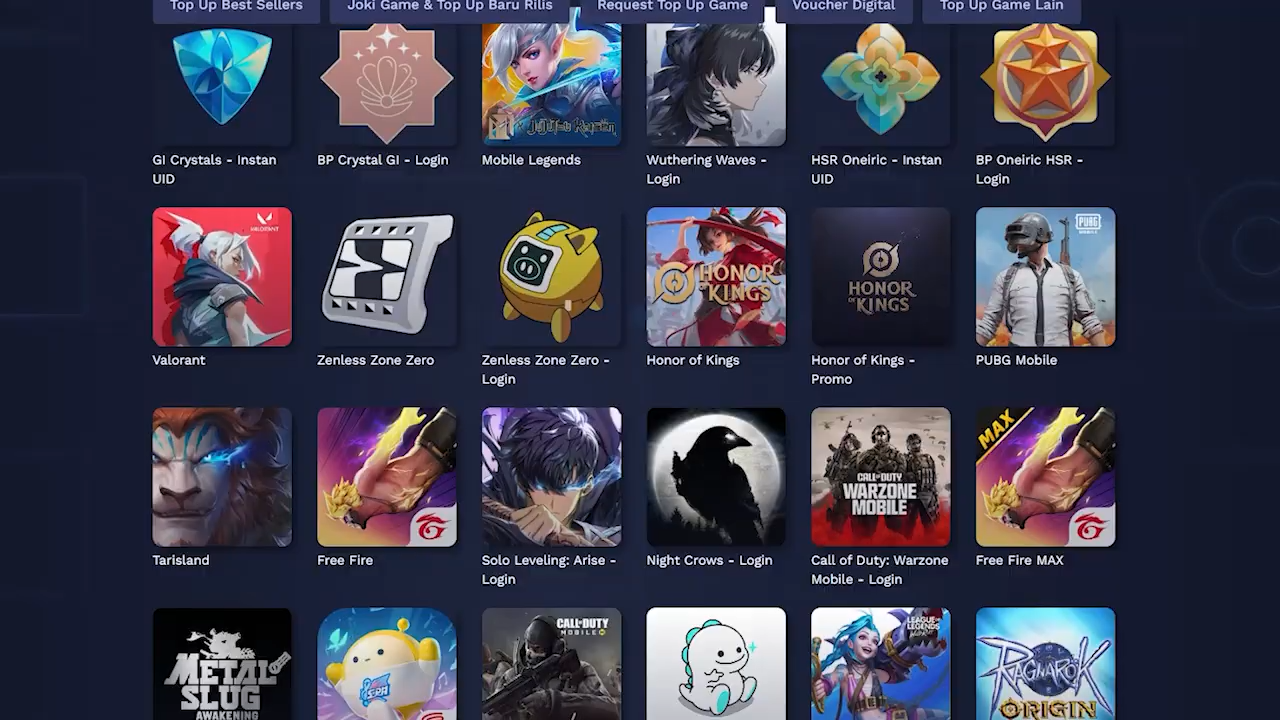 Top Up Best Sellers
Joki Game & Top Up Baru Rilis
Request Top Up Game
Voucher Digital
Top Up Game Lain
GI Crystals - Instan
UID
BP Crystal GI - Login
Mobile Legends
Wuthering Waves -
Login
HSR Oneiric - Instan
UID
BP Oneiric HSR -
Login
VALORANT
HONOR
OF KINGS
HONOR
OF KINGS
PUBG
MOBILE
Valorant
Zenless Zone Zero
Zenless Zone Zero -
Login
Honor of Kings
Honor of Kings -
Promo
PUBG Mobile
CALL OF DUTY
WARZONE
MOBILE
MAX
Tarisland
Free Fire
Solo Leveling: Arise -
Login
Night Crows - Login
Call of Duty: Warzone
Mobile - Login
Free Fire MAX
METAL
SLUG
AWAKENING
CALL OF DUTY
MOBILE
LEAGUE OF
LEGENDS
RAGNAROK
ORIGIN